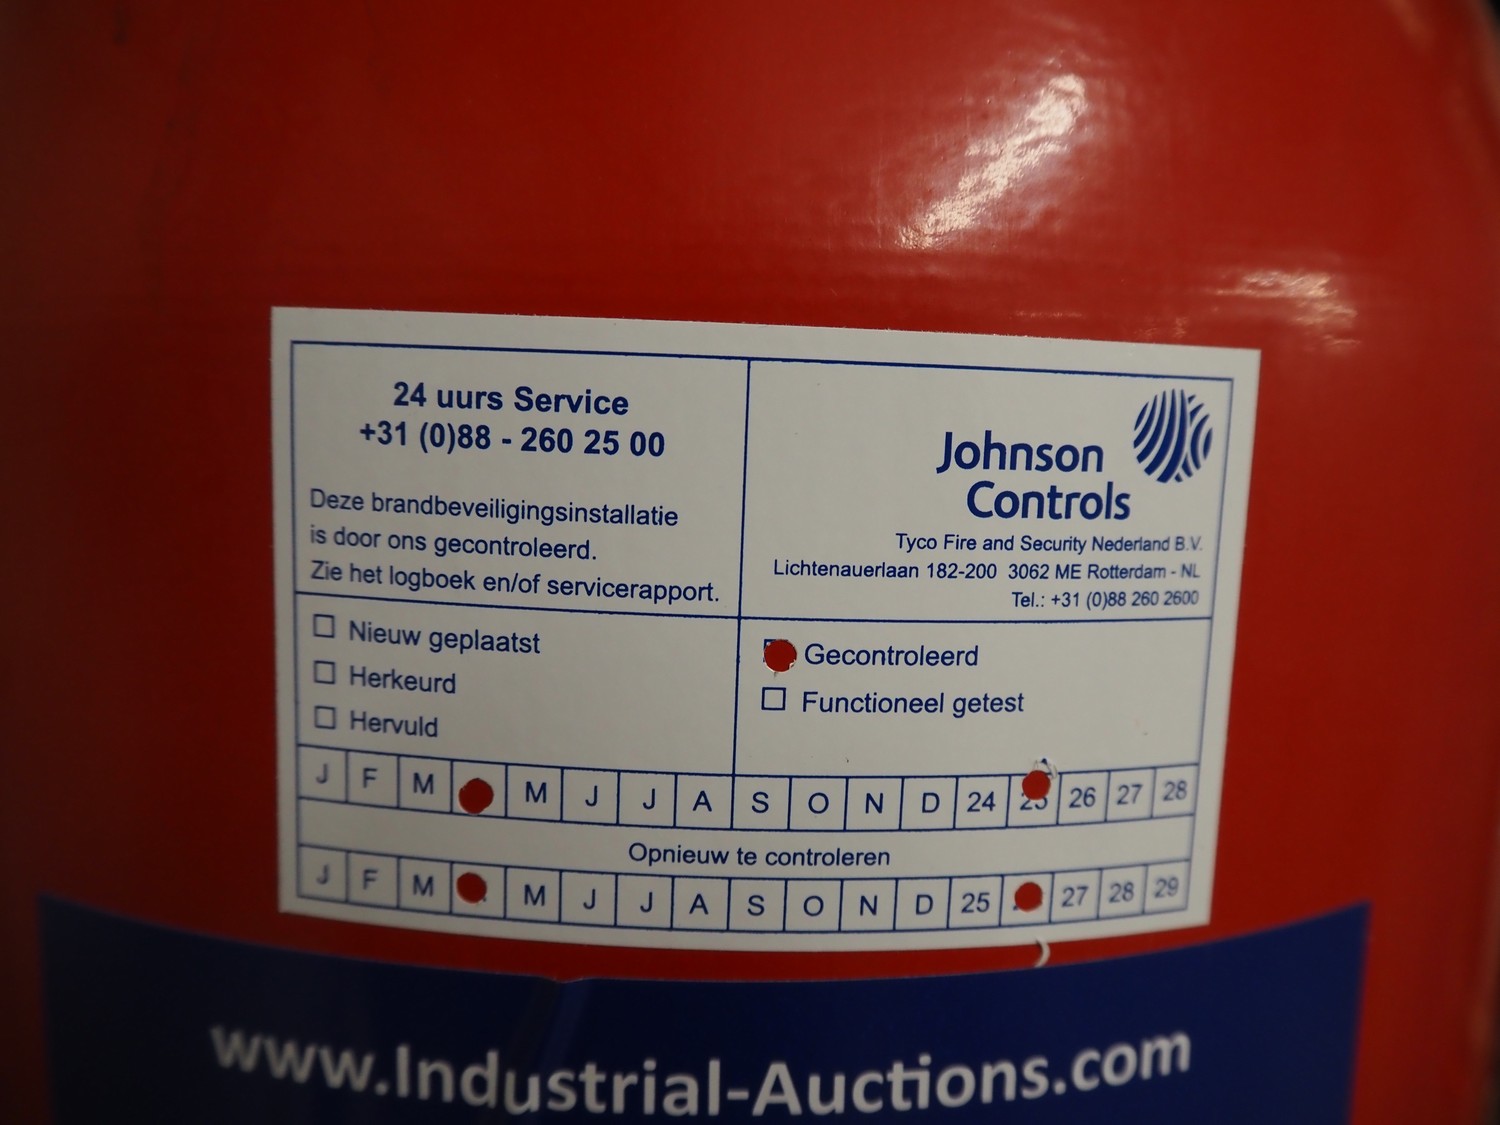 24 uurs Service
+31 (0)88 - 260 25 00
Deze brandbeveiligingsinstallatie
is door ons gecontroleerd.
Zie het logboek en/of servicerapport.
Johnson
Controls
Tyco Fire and Security Nederland B.V.
Lichtenauerlaan 182-200 3062 ME Rotterdam - NL
Tel.: +31 (0)88 260 2600
Nieuw geplaatst
Herkeurd
Hervuld
Gecontroleerd
Functioneel getest
J F M M J J A S O N D 24 25 26 27 28
Opnieuw te controleren
J F M M J J A S O N D 25 27 28 29
www.Industrial-Auctions.com